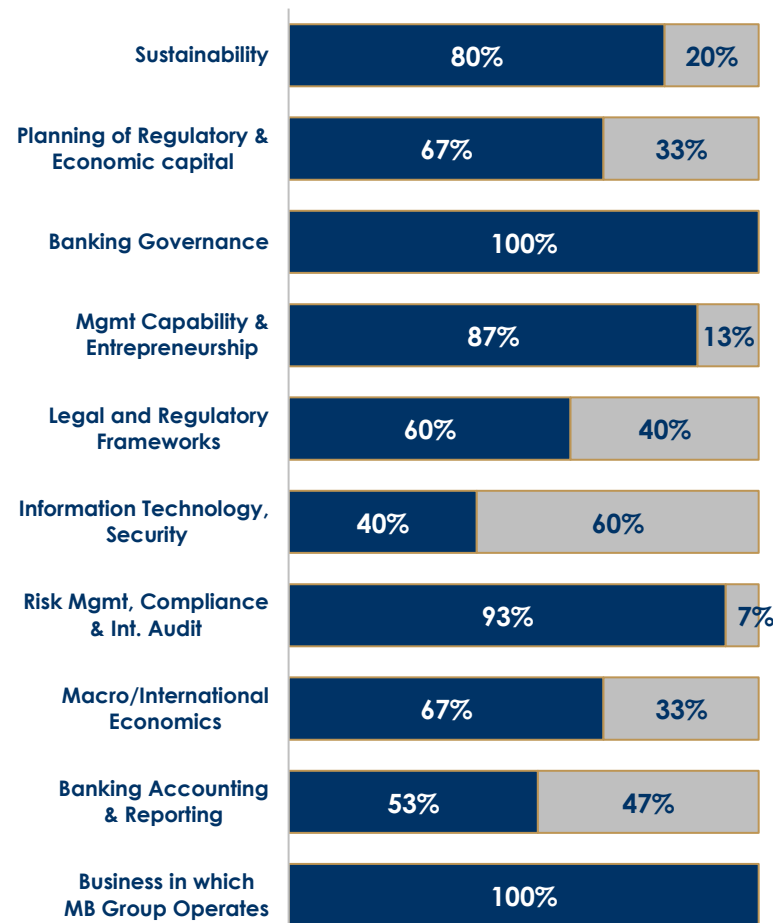 Sustainability
80% 20%
Planning of Regulatory &
Economic capital
67% 33%
Banking Governance
100%
Mgmt Capability &
Entrepreneurship
87% 13%
Legal and Regulatory
Frameworks
60% 40%
Information Technology,
Security
40% 60%
Risk Mgmt, Compliance
& Int. Audit
93% 7%
Macro/International
Economics
67% 33%
Banking Accounting
& Reporting
53% 47%
Business in which
MB Group Operates
100%